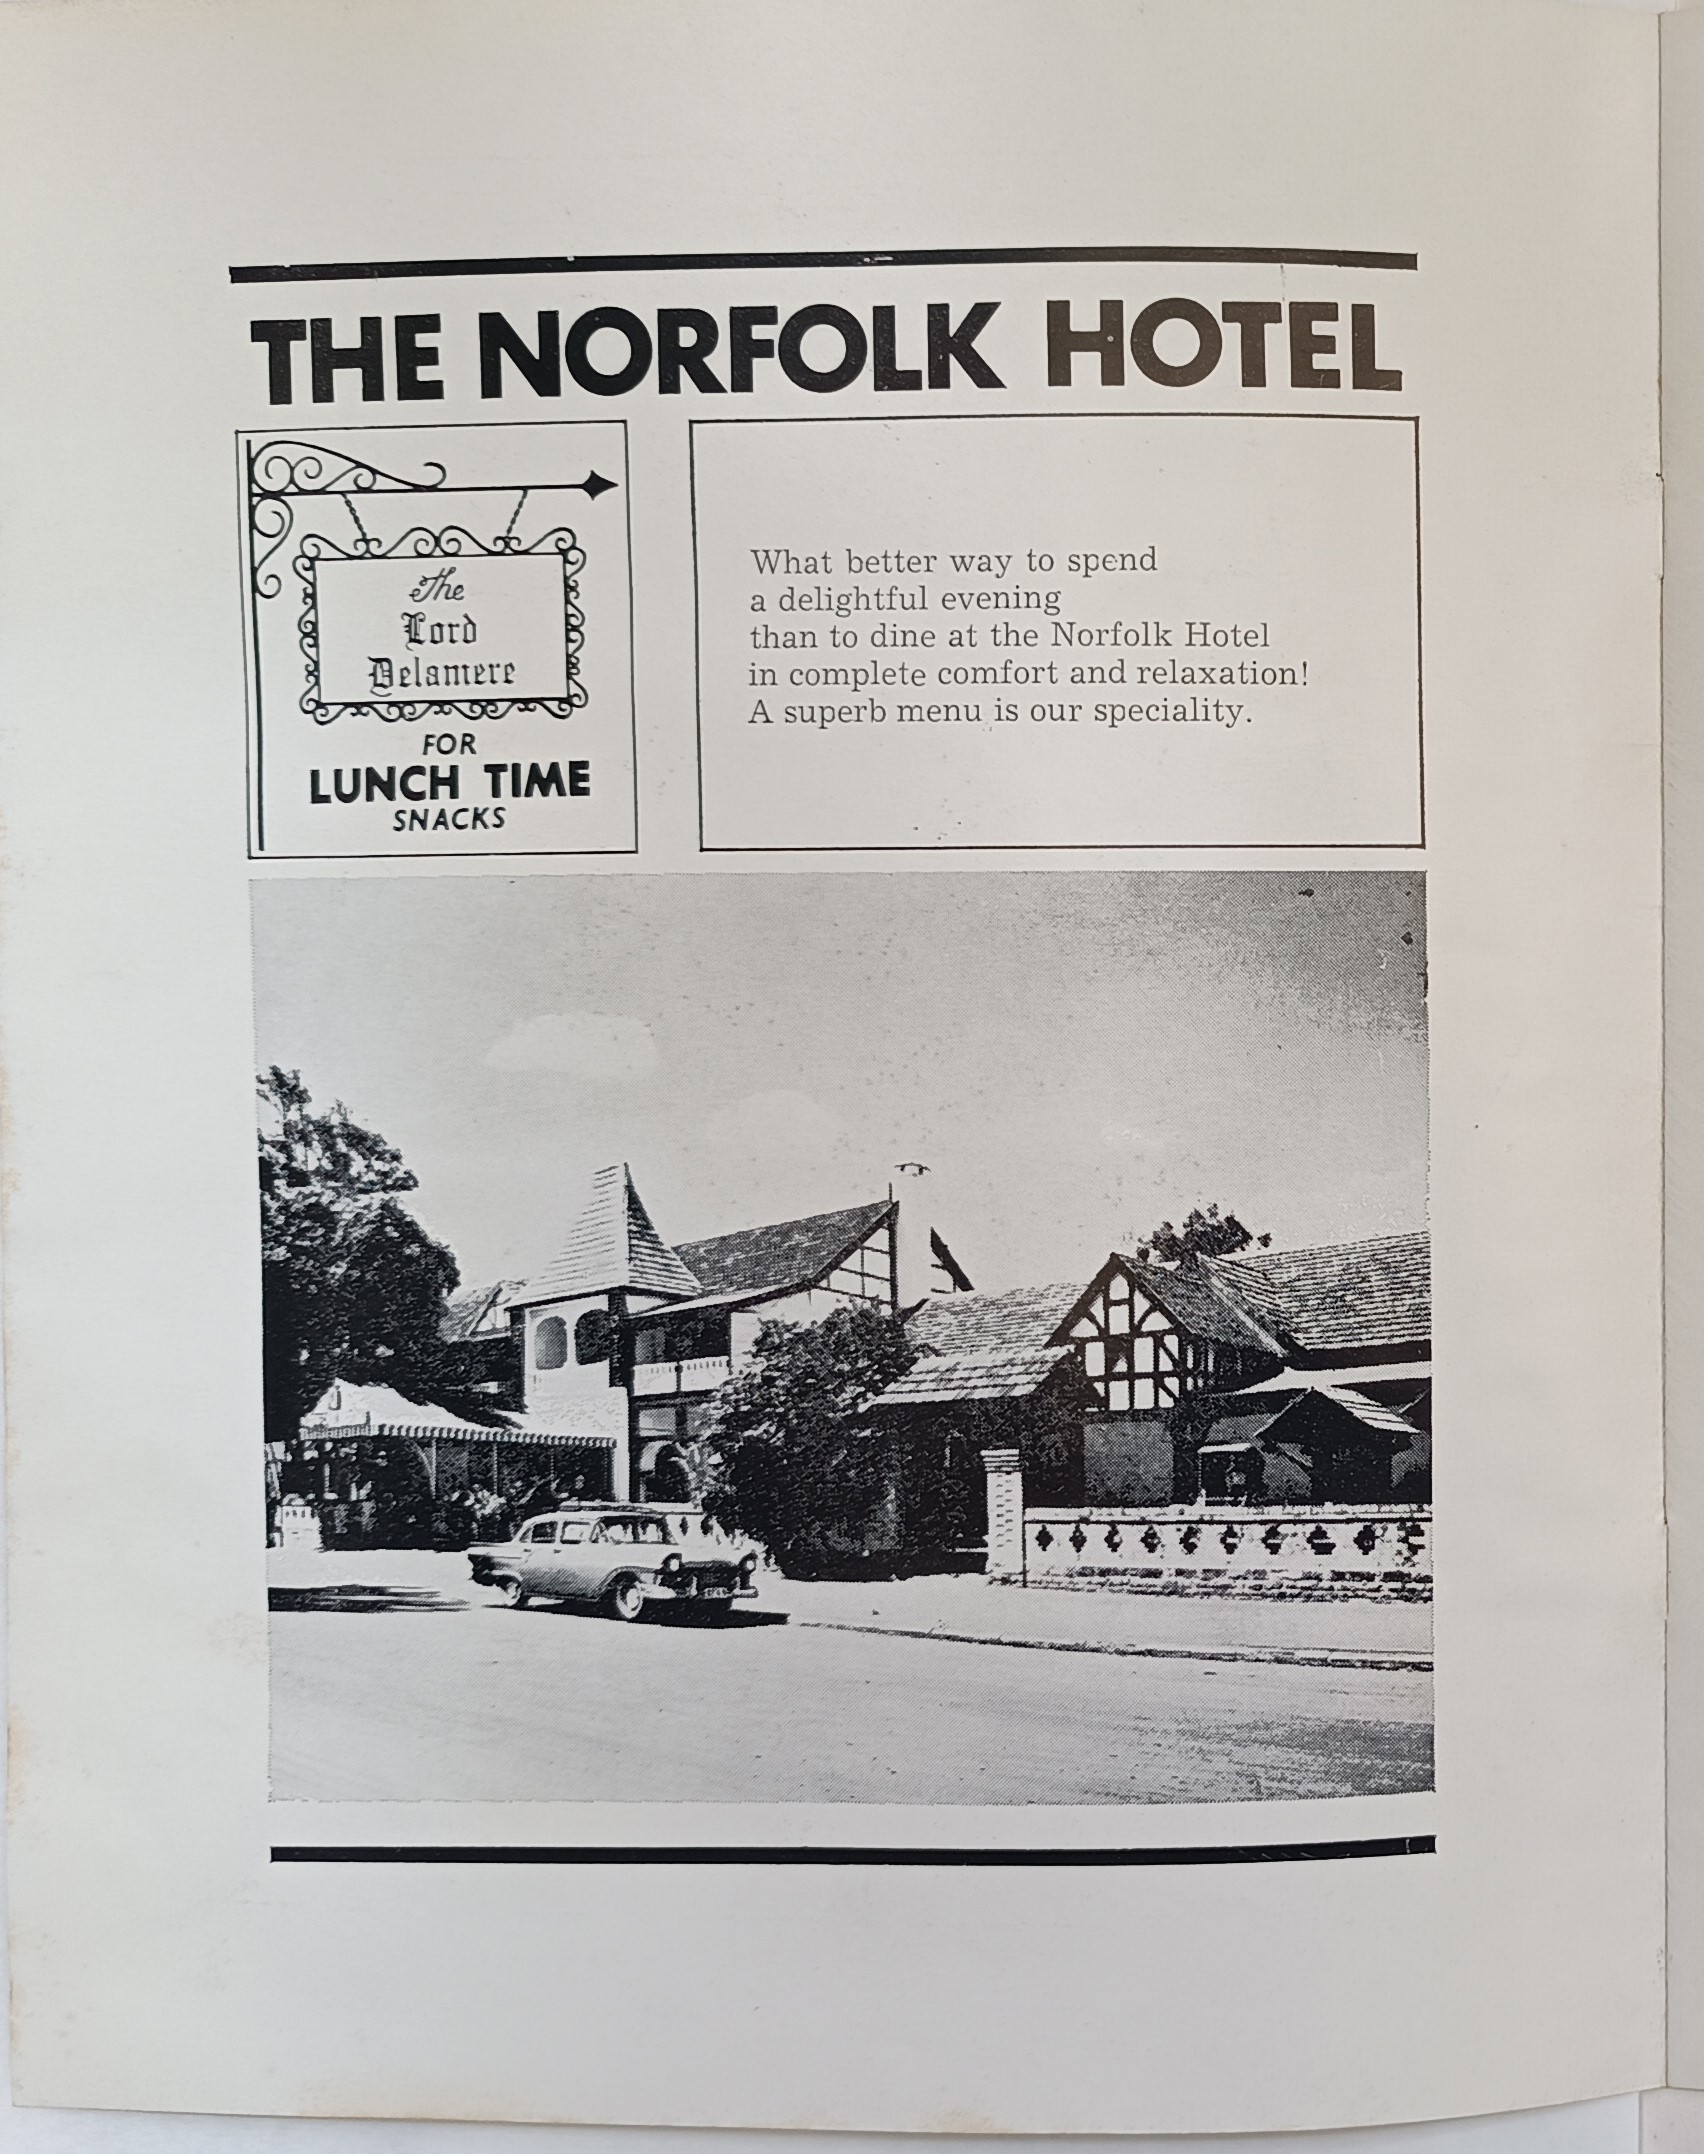 THE NORFOLK HOTEL
The
Lord
Delamere
FOR
LUNCH TIME
SNACKS
What better way to spend
a delightful evening
than to dine at the Norfolk Hotel
in complete comfort and relaxation!
A superb menu is our speciality.